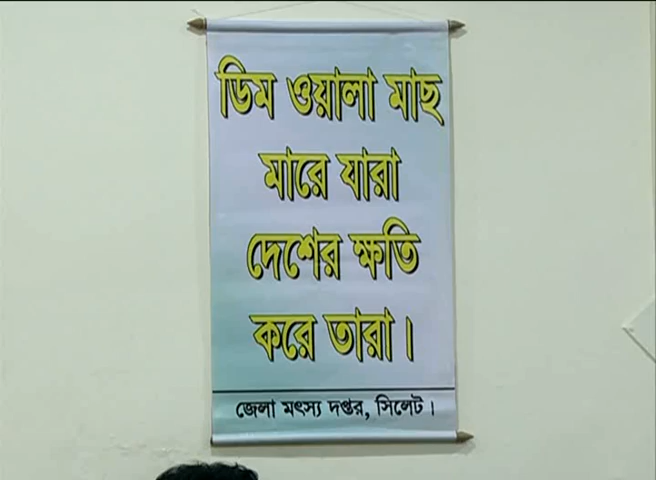 ডিম ওয়ালা মাছ
মারে যারা
দেশের ক্ষতি
করে তারা।
জেলা মৎস্য দপ্তর, সিলেট।